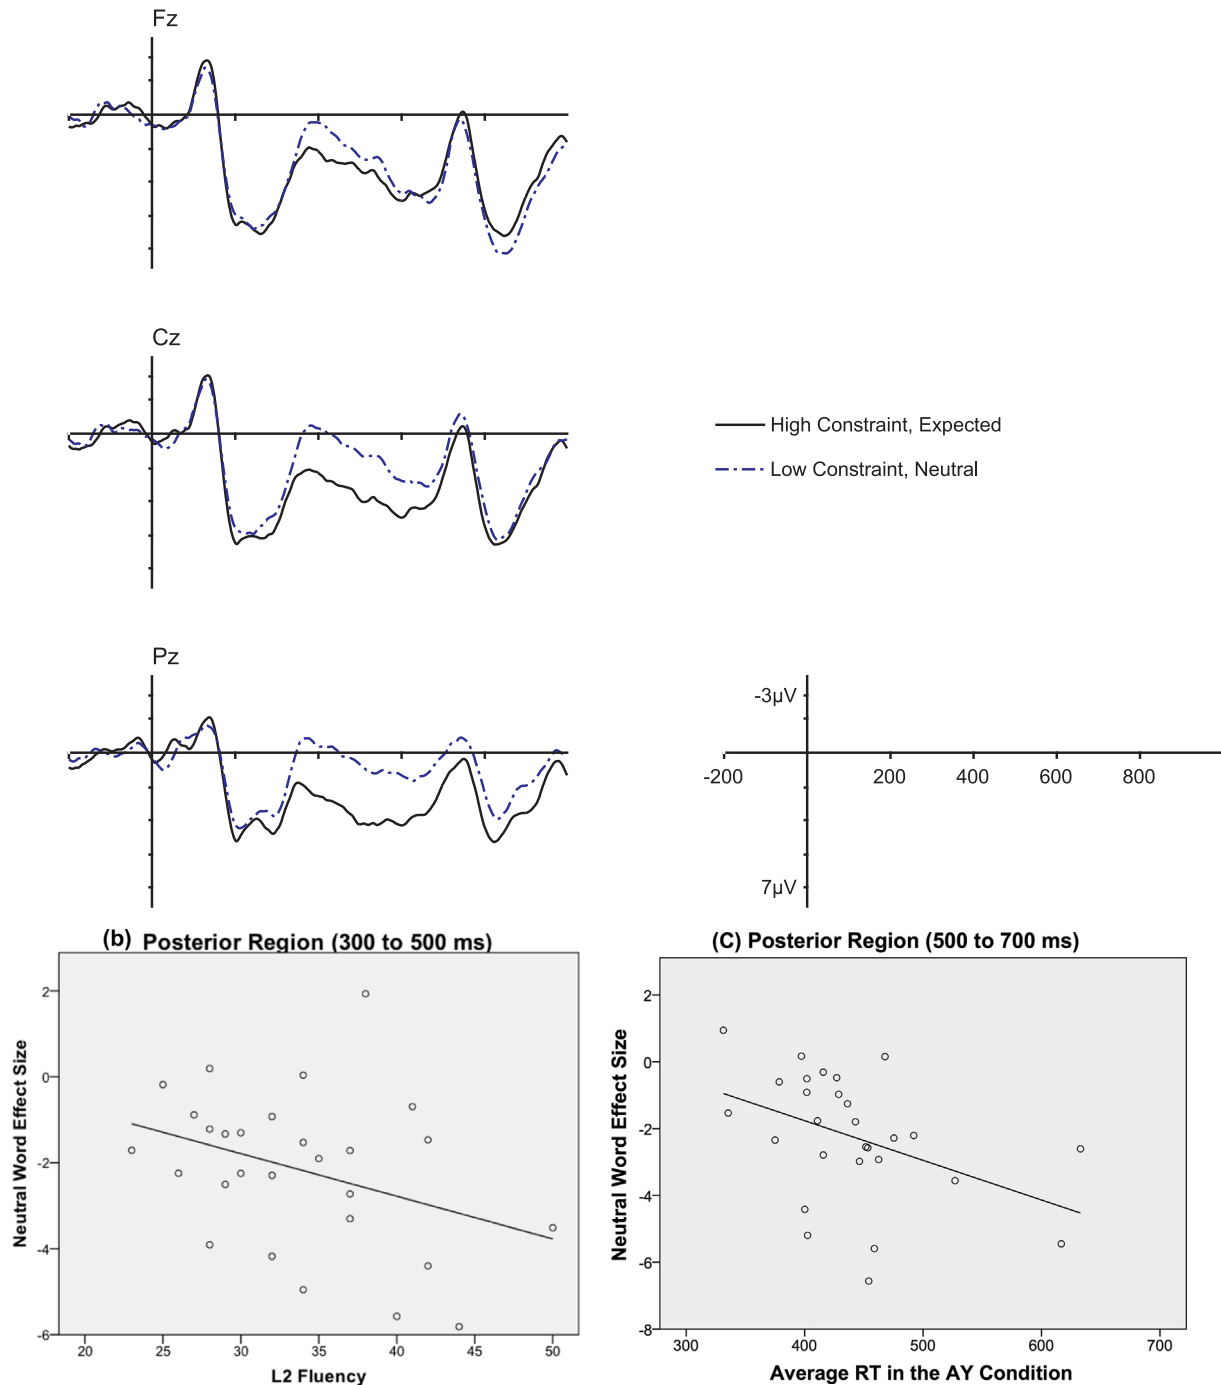 Fz
Cz
High Constraint, Expected
Low Constraint, Neutral
Pz
-3µV
-200 200 400 600 800
7µV
(b) Posterior Region (300 to 500 ms)
2
0
-2
-4
-6
Neutral Word Effect Size
20 25 30 35 40 45 50
L2 Fluency
(C) Posterior Region (500 to 700 ms)
2
0
-2
-4
-6
-8
Neutral Word Effect Size
300 400 500 600 700
Average RT in the AY Condition